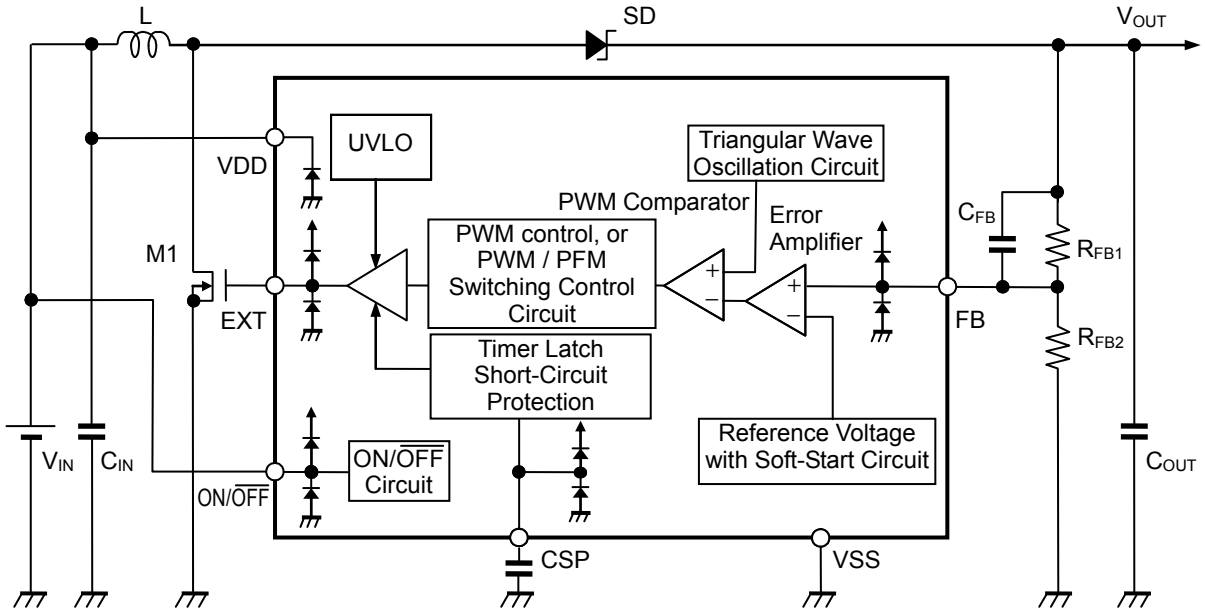 L
SD
VOUT
UVLO
Triangular Wave
Oscillation Circuit
VDD
PWM Comparator
CFB
M1
PWM control, or
PWM / PFM
Switching Control
Circuit
Error
Amplifier
+
−
+
−
RFB1
EXT
FB
Timer Latch
Short-Circuit
Protection
RFB2
VIN
CIN
ON/OFF
Circuit
Reference Voltage
with Soft-Start Circuit
COUT
ON/OFF
CSP
VSS